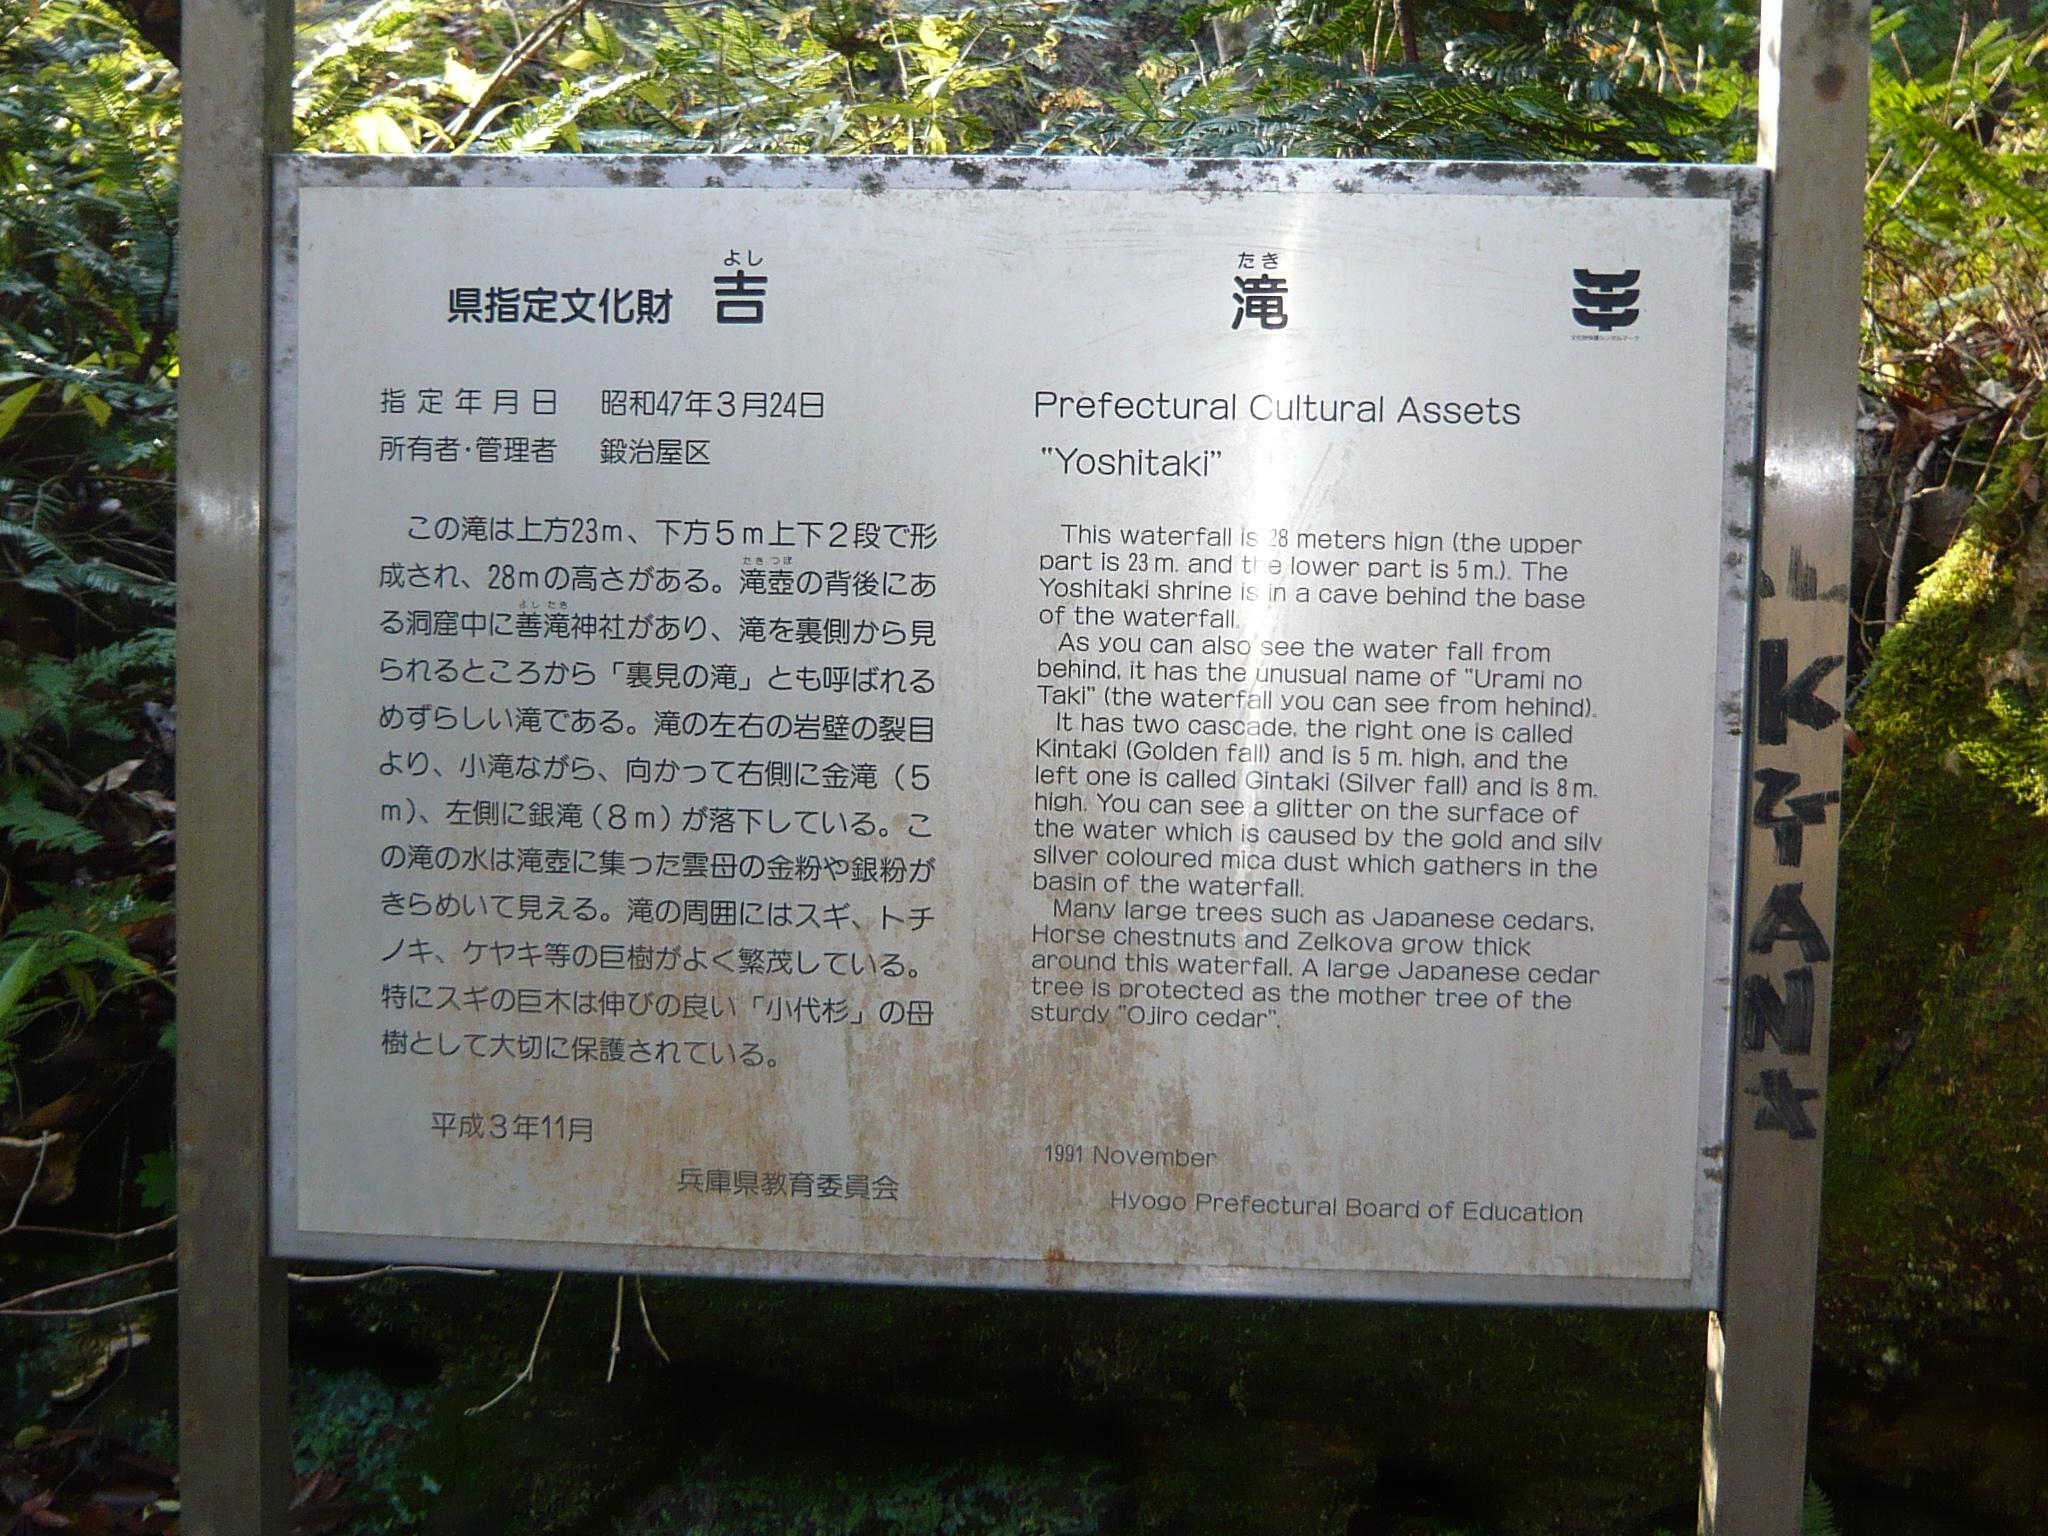 よし
県指定文化財 吉
たき
滝
文化財保護シンボルマーク
指定年月日 昭和47年3月24日
所有者・管理者 鍛治屋区
この滝は上方23m、下方5m上下2段で形
成され、28mの高さがある。滝壺の背後にあ
たきつぼ
る洞窟中に善滝神社があり、滝を裏側から見
よしたき
られるところから「裏見の滝」とも呼ばれる
めずらしい滝である。滝の左右の岩壁の裂目
より、小滝ながら、向かって右側に金滝(5
m)、左側に銀滝(8m)が落下している。こ
の滝の水は滝壺に集った雲母の金粉や銀粉が
きらめいて見える。滝の周囲にはスギ、トチ
ノキ、ケヤキ等の巨樹がよく繁茂している。
特にスギの巨木は伸びの良い「小代杉」の母
樹として大切に保護されている。
平成3年11月
兵庫県教育委員会
Prefectural Cultural Assets
“Yoshitaki”
This waterfall is 28 meters hign (the upper
part is 23 m. and the lower part is 5 m.). The
Yoshitaki shrine is in a cave behind the base
of the waterfall.
As you can also see the water fall from
behind, it has the unusual name of "Urami no
Taki" (the waterfall you can see from hehind).
It has two cascade, the right one is called
Kintaki (Golden fall) and is 5 m. high, and the
left one is called Gintaki (Silver fall) and is 8 m.
high. You can see a glitter on the surface of
the water which is caused by the gold and silv
silver coloured mica dust which gathers in the
basin of the waterfall.
Many large trees such as Japanese cedars,
Horse chestnuts and Zelkova grow thick
around this waterfall. A large Japanese cedar
tree is protected as the mother tree of the
sturdy "Ojiro cedar".
1991 November
Hyogo Prefectural Board of Education